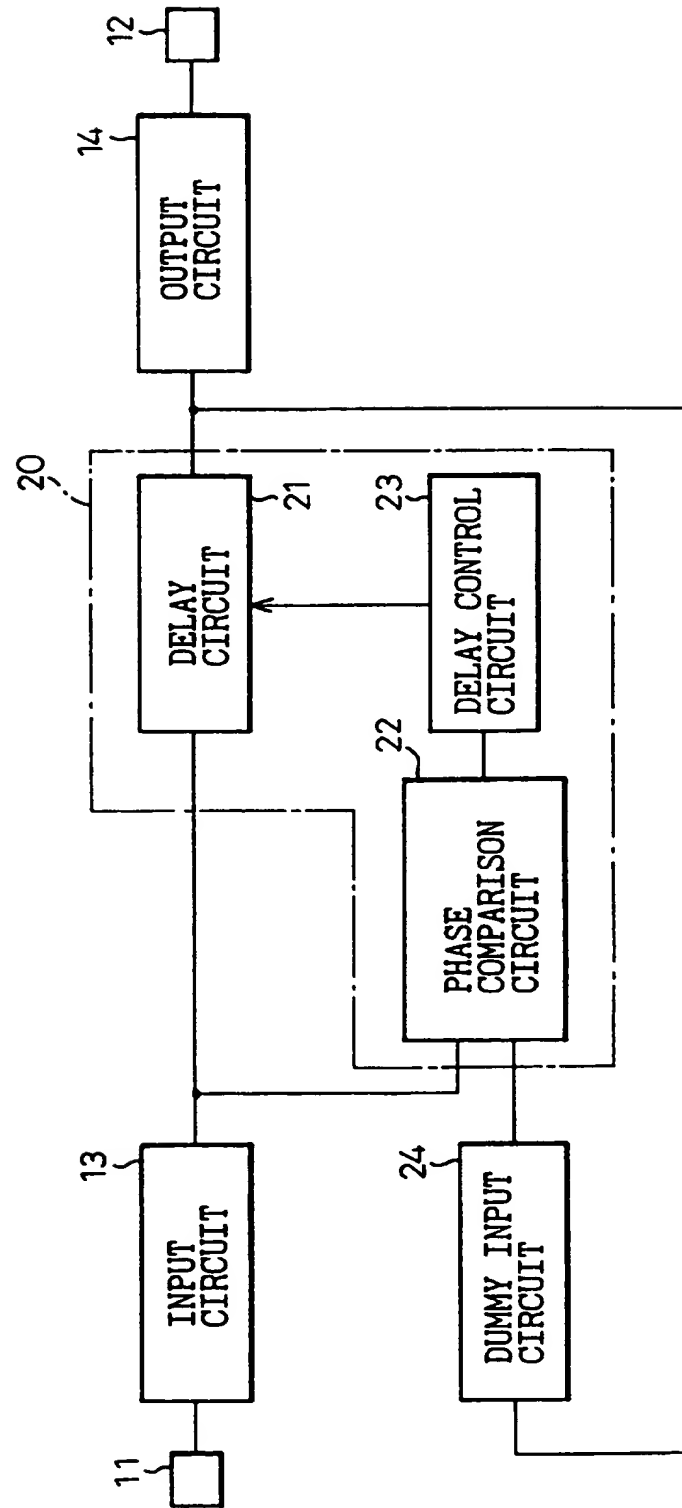 11
13
INPUT
CIRCUIT
20
DELAY
CIRCUIT
21
14
OUTPUT
CIRCUIT
12
24
DUMMY INPUT
CIRCUIT
22
PHASE
COMPARISON
CIRCUIT
23
DELAY CONTROL
CIRCUIT